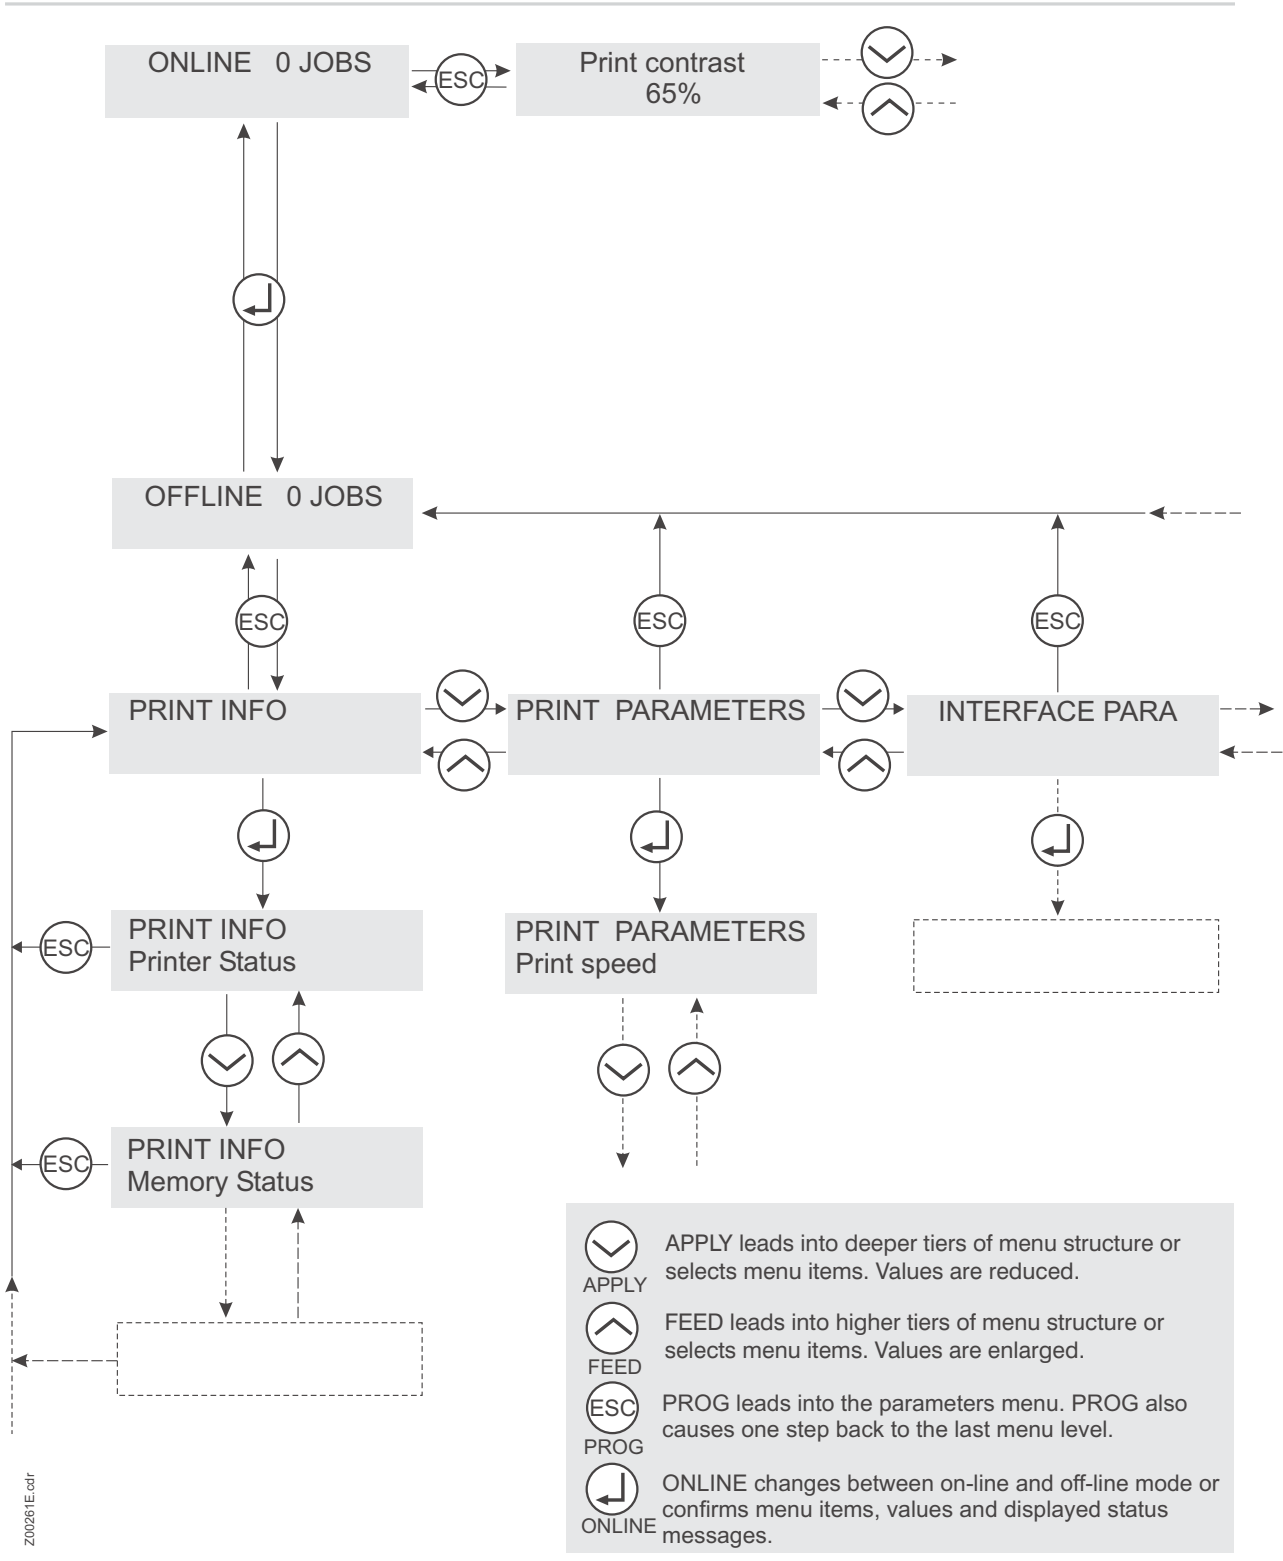 ONLINE 0 JOBS
ESC
Print contrast
65%
OFFLINE 0 JOBS
ESC
ESC
ESC
PRINT INFO
PRINT PARAMETERS
INTERFACE PARA
ESC
PRINT INFO
Printer Status
PRINT PARAMETERS
Print speed
ESC
PRINT INFO
Memory Status
APPLY
APPLY leads into deeper tiers of menu structure or
selects menu items. Values are reduced.
FEED
FEED leads into higher tiers of menu structure or
selects menu items. Values are enlarged.
ESC
PROG
PROG leads into the parameters menu. PROG also
causes one step back to the last menu level.
ONLINE
ONLINE changes between on-line and off-line mode or
confirms menu items, values and displayed status
messages.
Z00261E.cdr